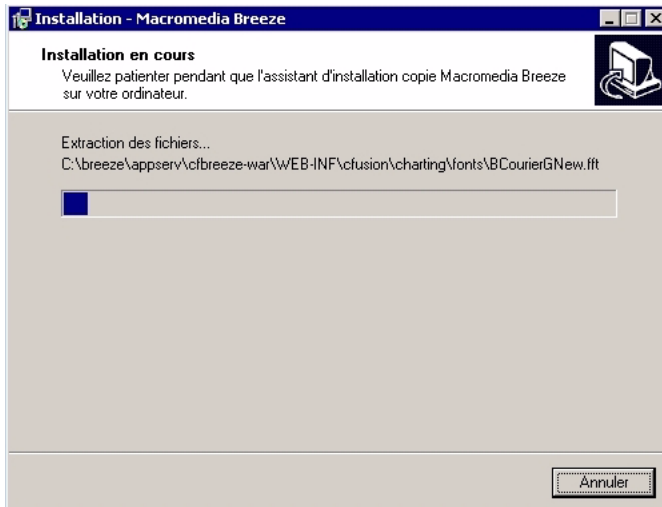 Installation - Macromedia Breeze
Installation en cours
Veuillez patienter pendant que l'assistant d'installation copie Macromedia Breeze
sur votre ordinateur.
Extraction des fichiers...
C:\breeze\appserv\cfbreeze-war\WEB-INF\cfusion\charting\fonts\BCourierGNew.fft
Annuler